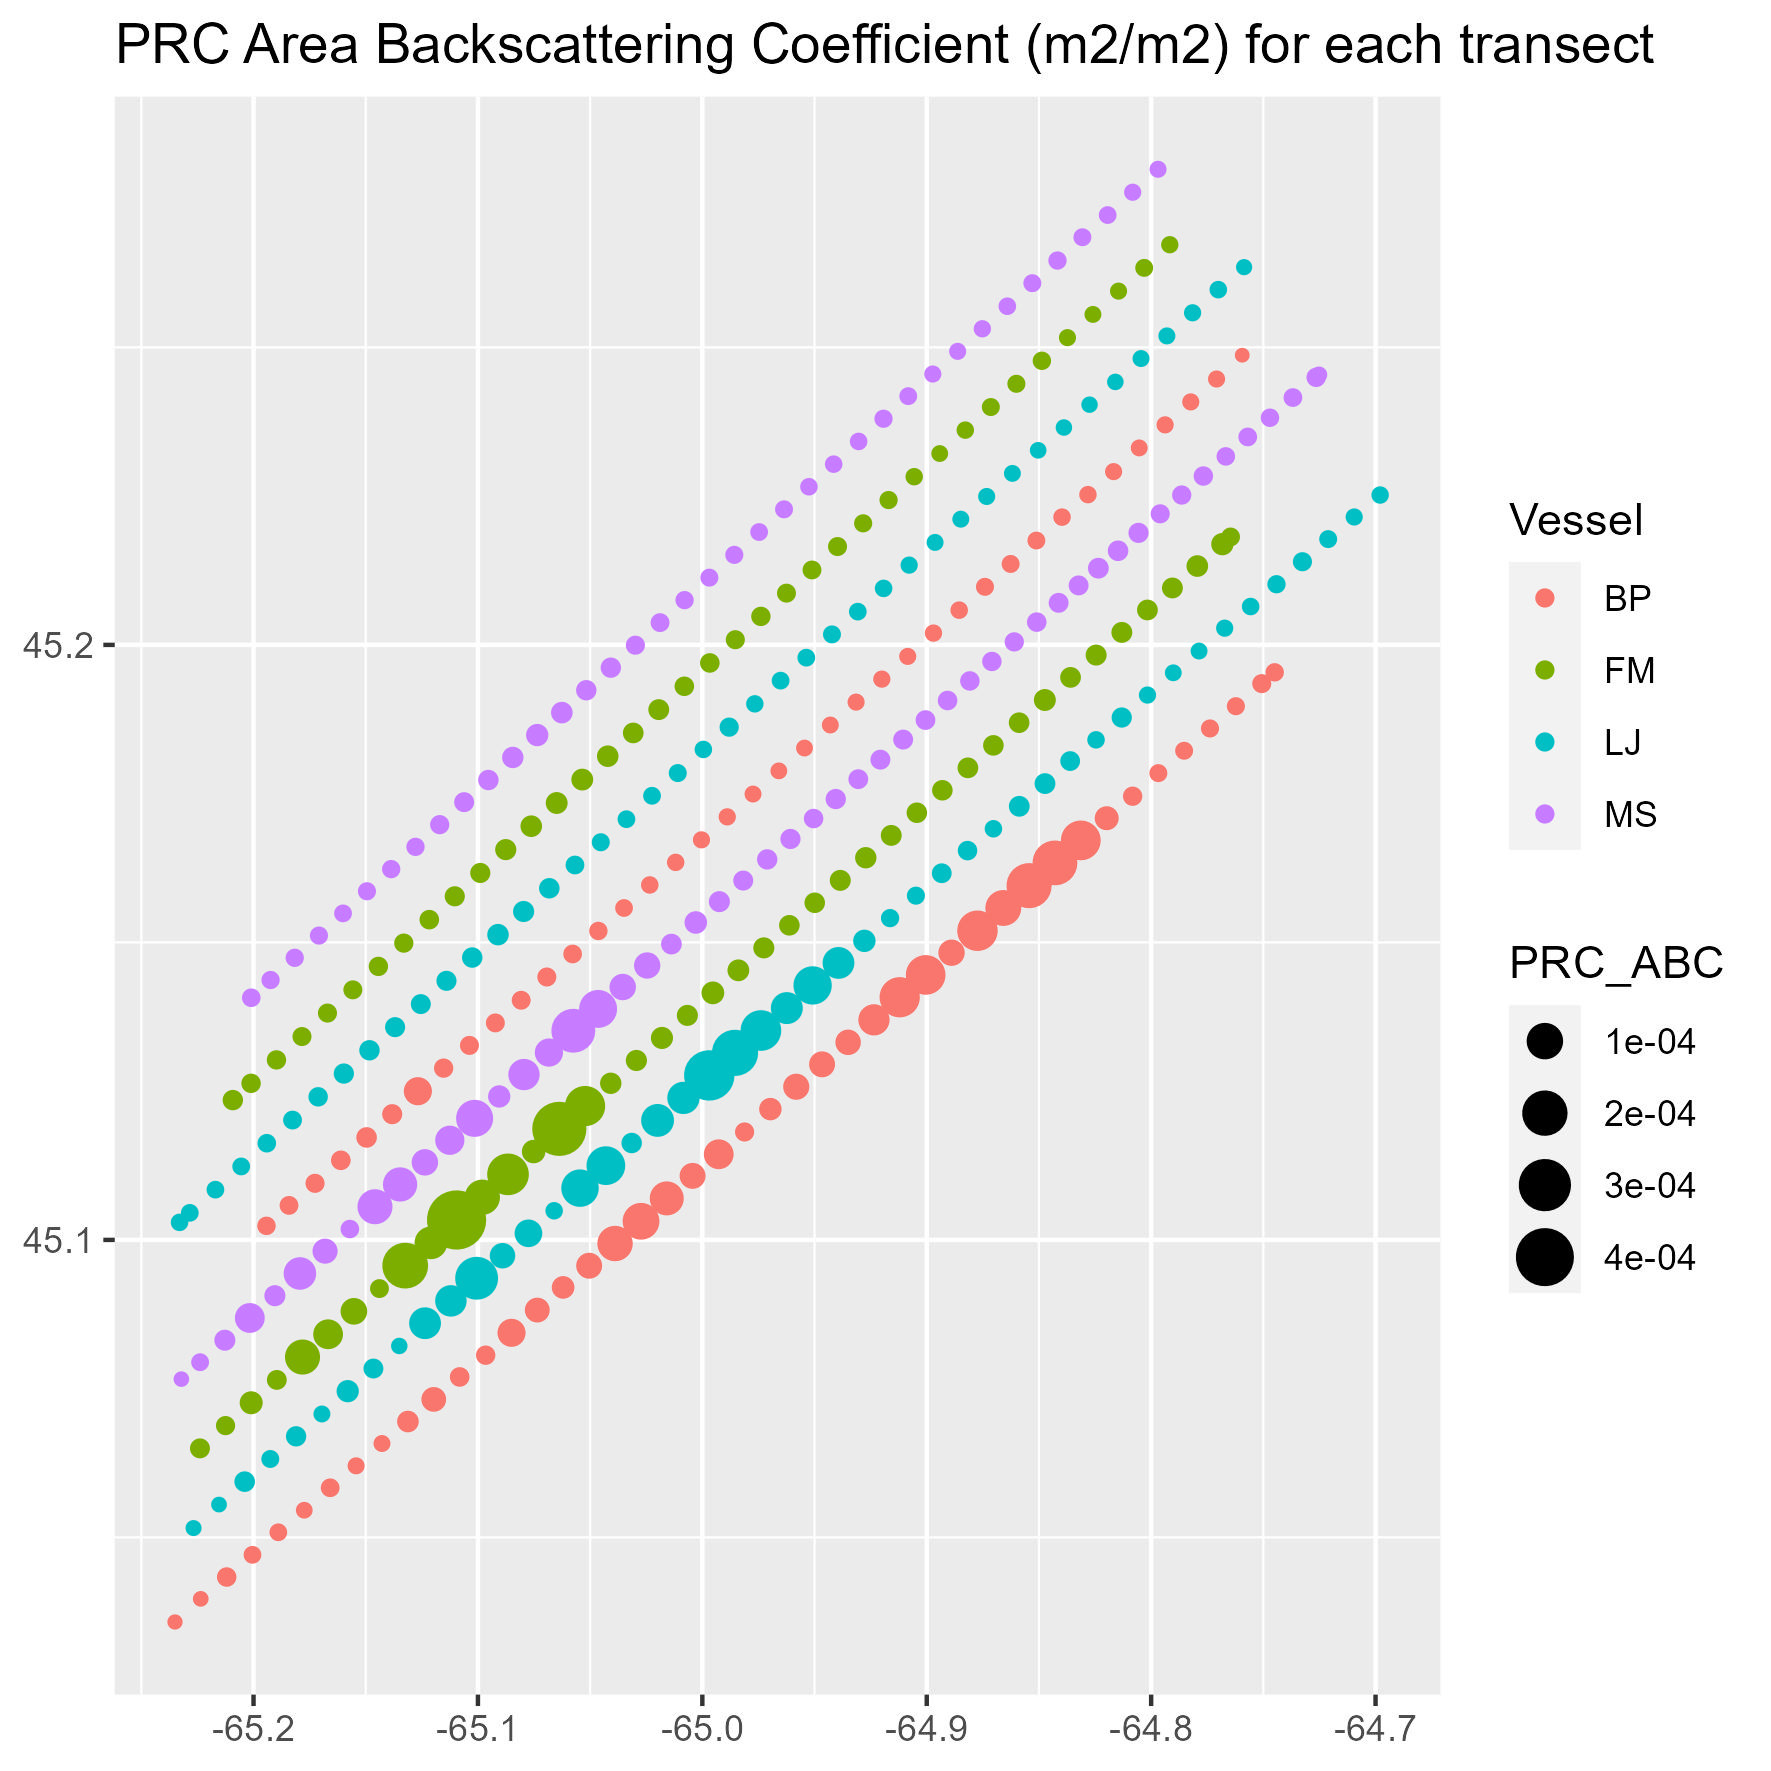 PRC Area Backscattering Coefficient (m2/m2) for each transect
Vessel
BP
FM
LJ
MS
PRC_ABC
1e-04
2e-04
3e-04
4e-04
45.2
45.1
-65.2 -65.1 -65.0 -64.9 -64.8 -64.7